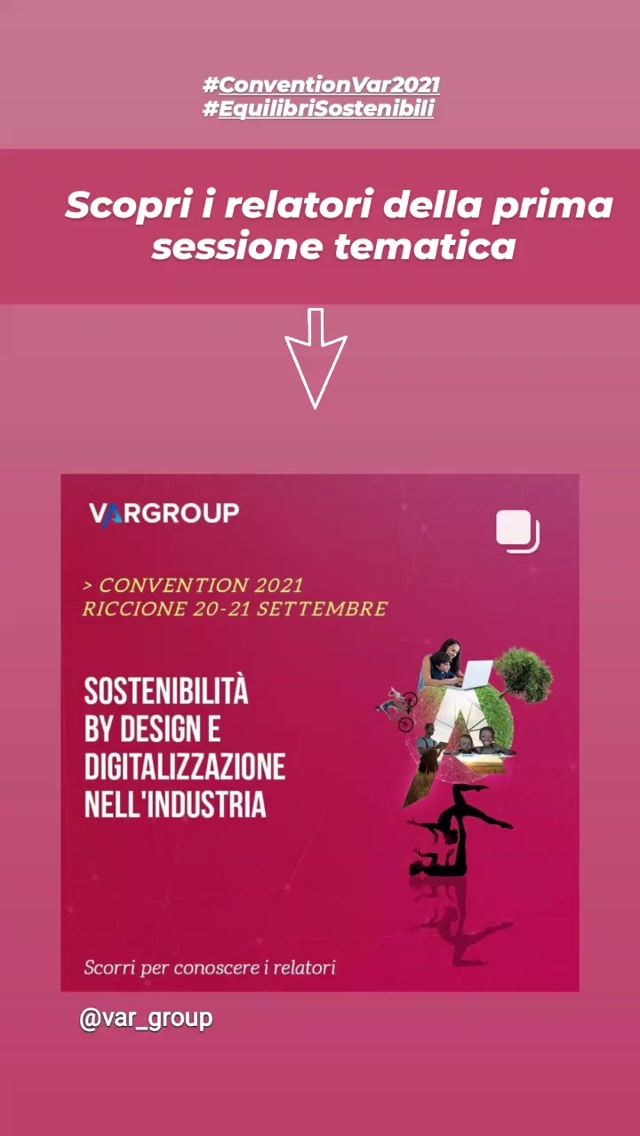 #ConventionVar2021
#EquilibriSostenibili
Scopri i relatori della prima
sessione tematica
VARGROUP
> CONVENTION 2021
RICCIONE 20-21 SETTEMBRE
SOSTENIBILITÀ
BY DESIGN E
DIGITALIZZAZIONE
NELL'INDUSTRIA
Scorri per conoscere i relatori
@var_group